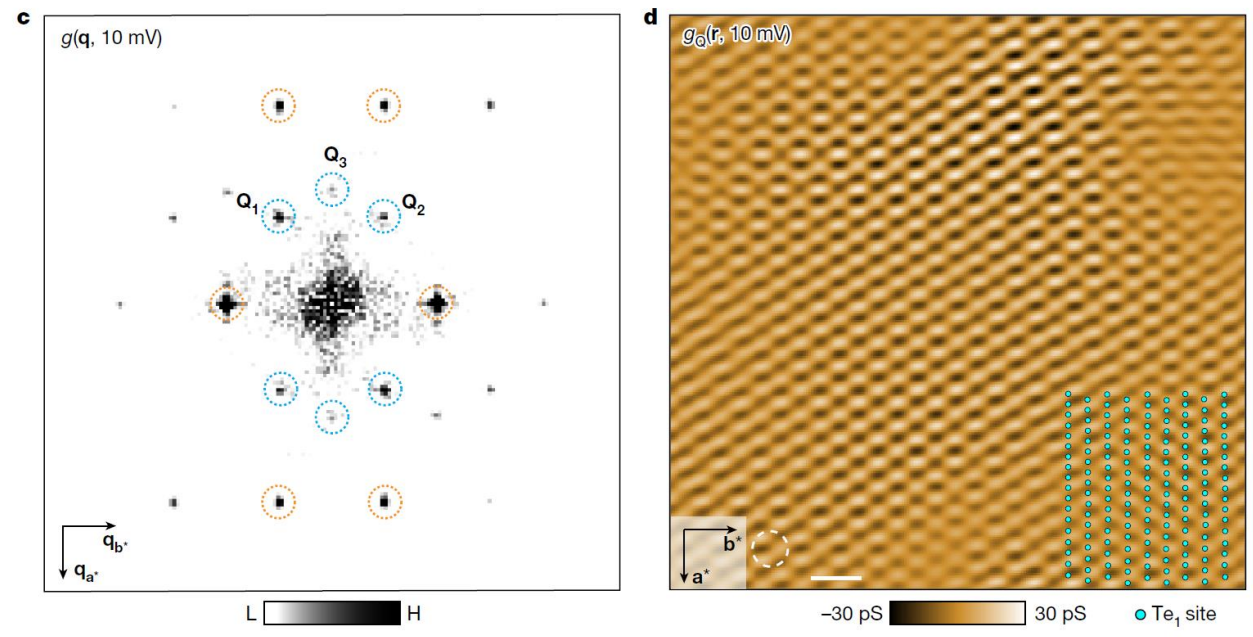 c
g(q, 10 mV)
Q3
Q1
Q2
qb*
qa*
L H
d
gQ(r, 10 mV)
b*
a*
–30 pS 30 pS Te1 site